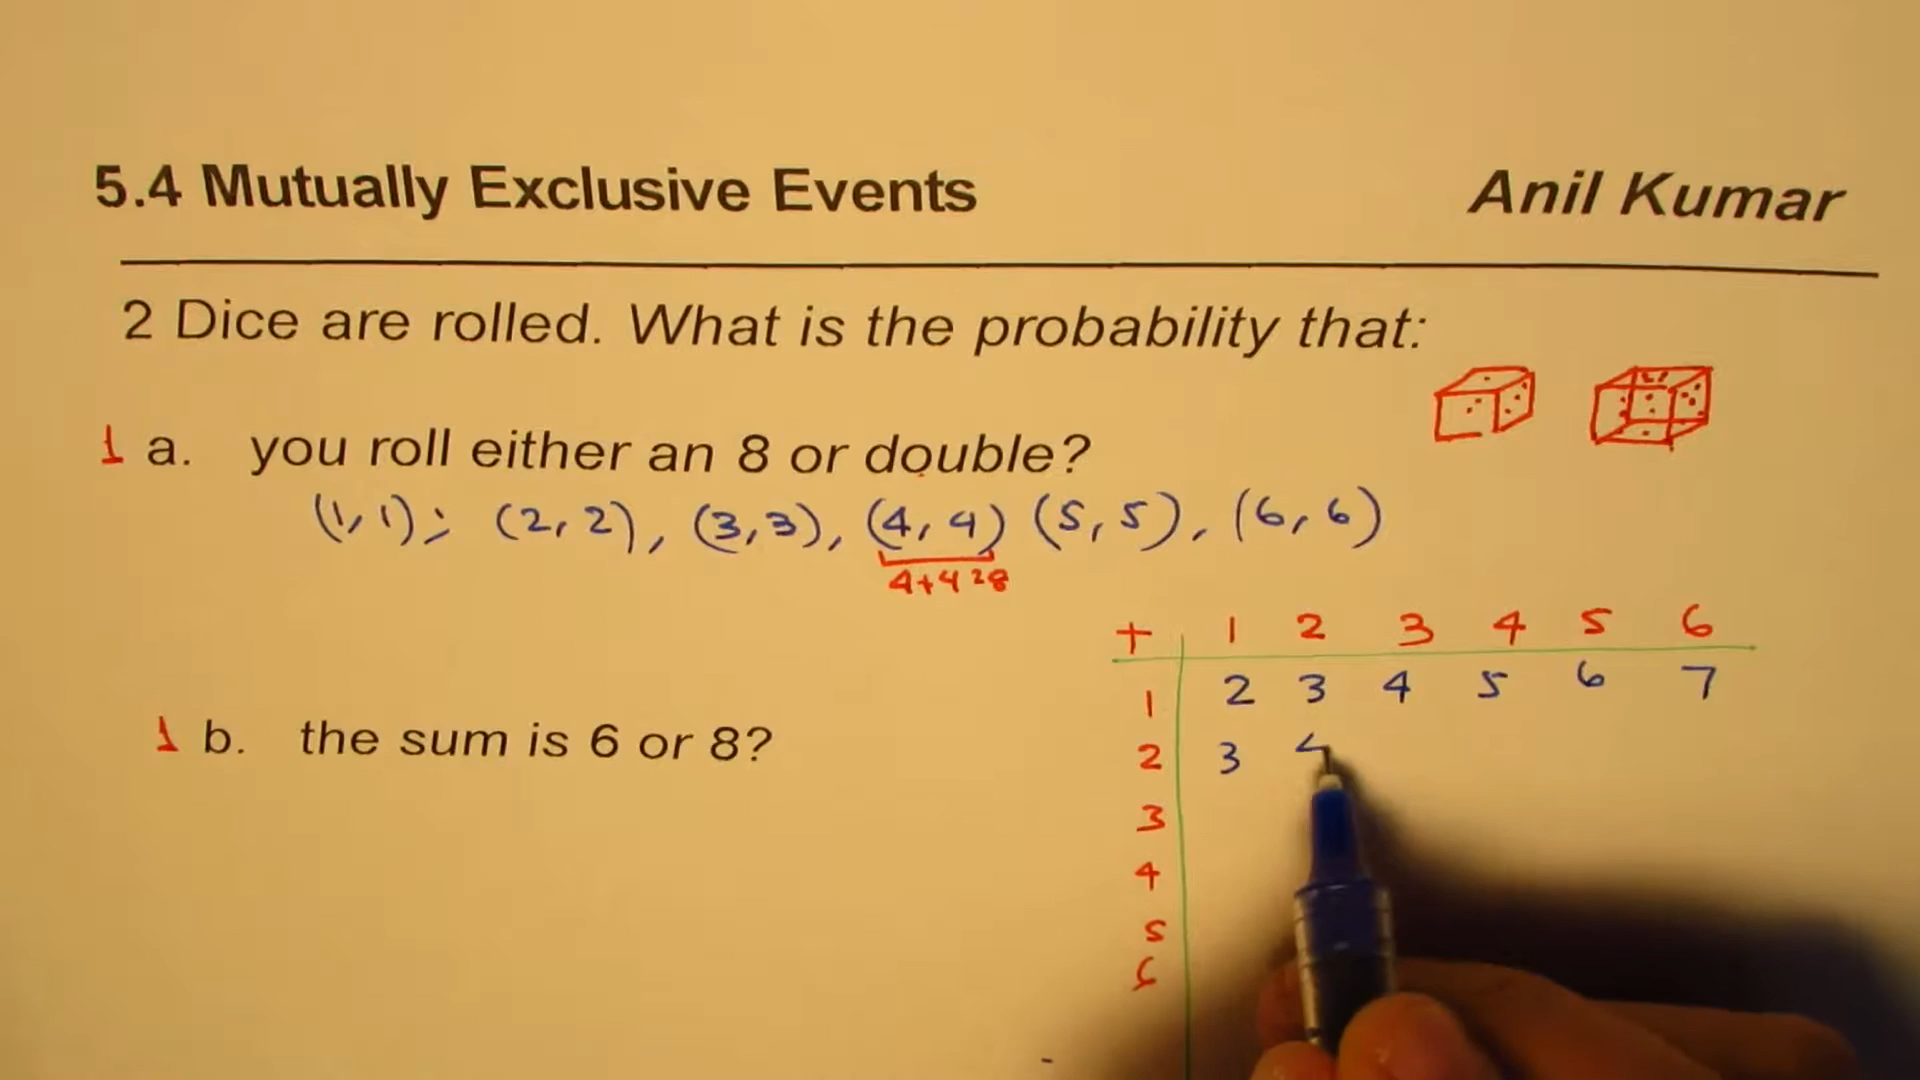 5.4 Mutually Exclusive Events Anil Kumar
2 Dice are rolled. What is the probability that:
1 a. you roll either an 8 or double?
(1,1); (2,2), (3,3), (4,4) (5,5), (6,6)
4+4=8
+ 1 2 3 4 5 6
1 2 3 4 5 6 7
1 b. the sum is 6 or 8?
2 3 4
3
4
5
6